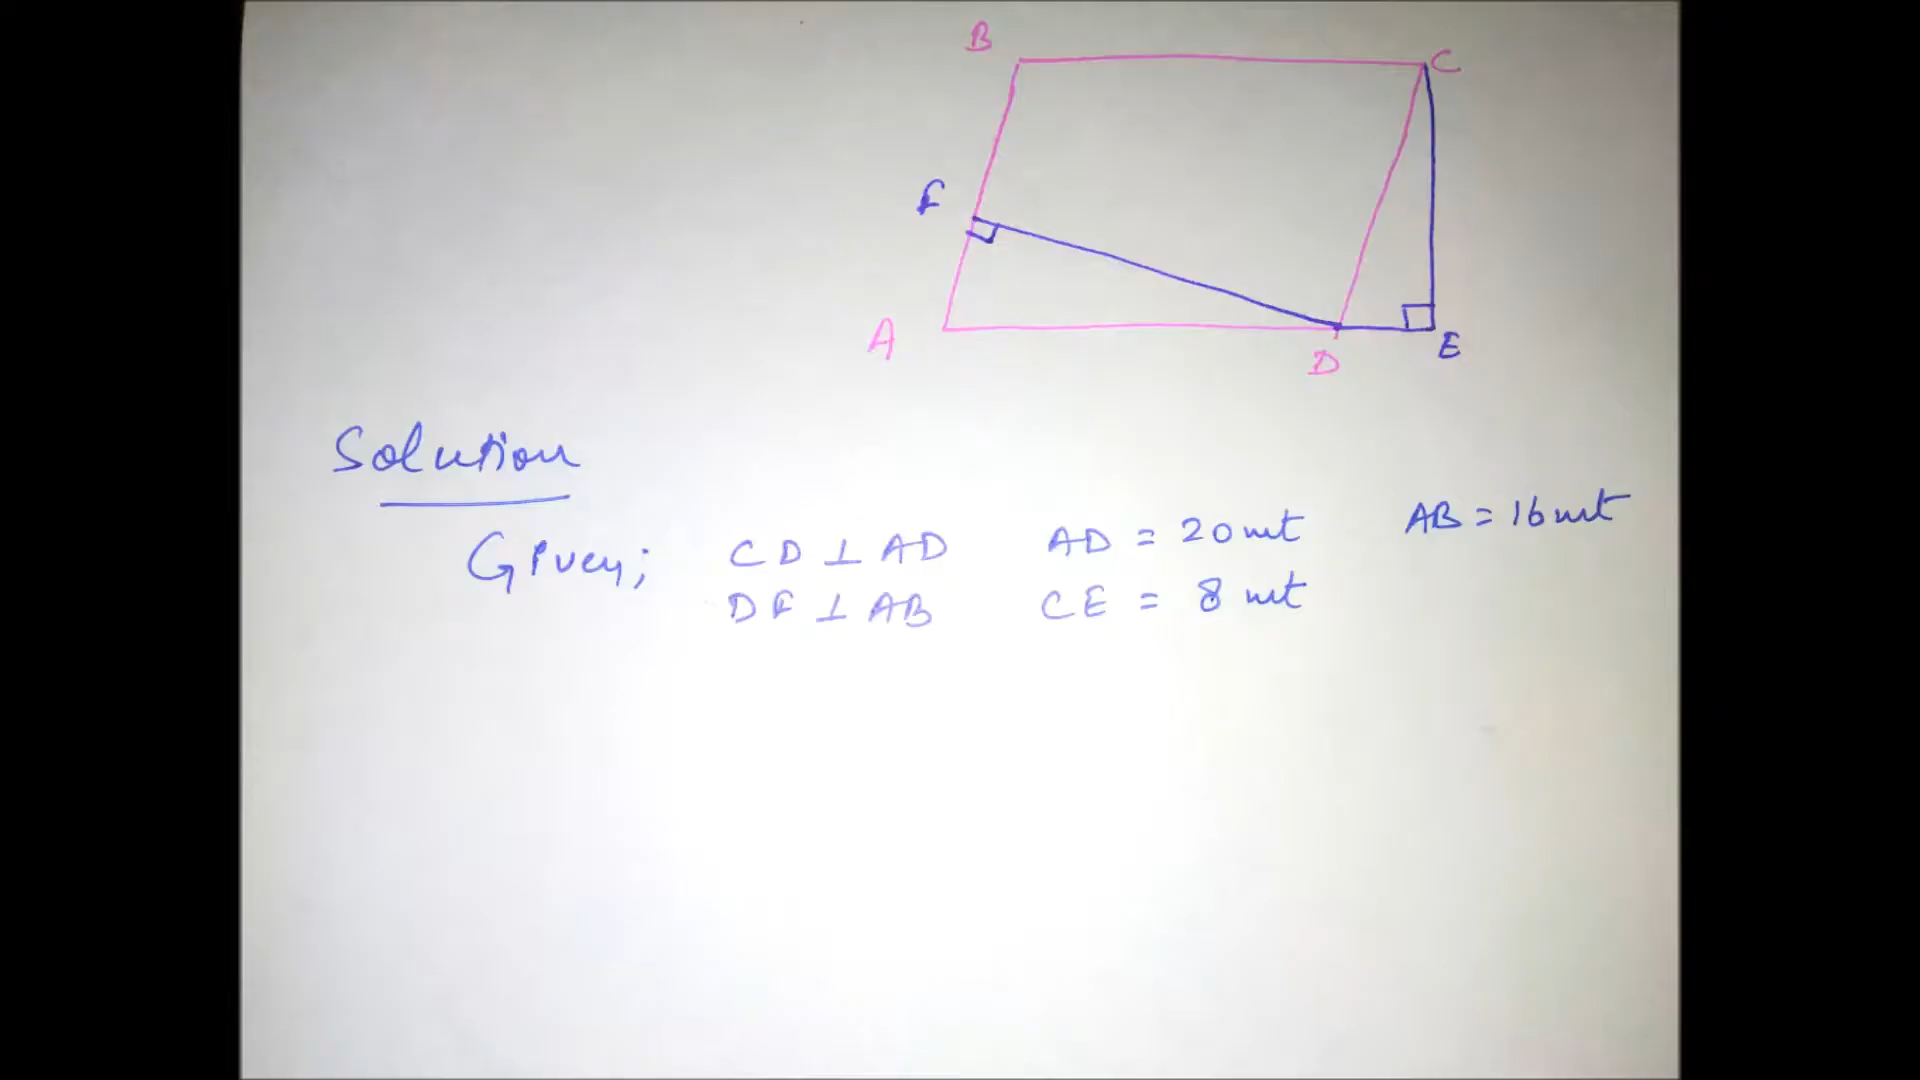 B
C
F
A
D
E
Solution
Given; CD ⊥ AD AD = 20 mt AB = 16 mt
DF ⊥ AB CE = 8 mt